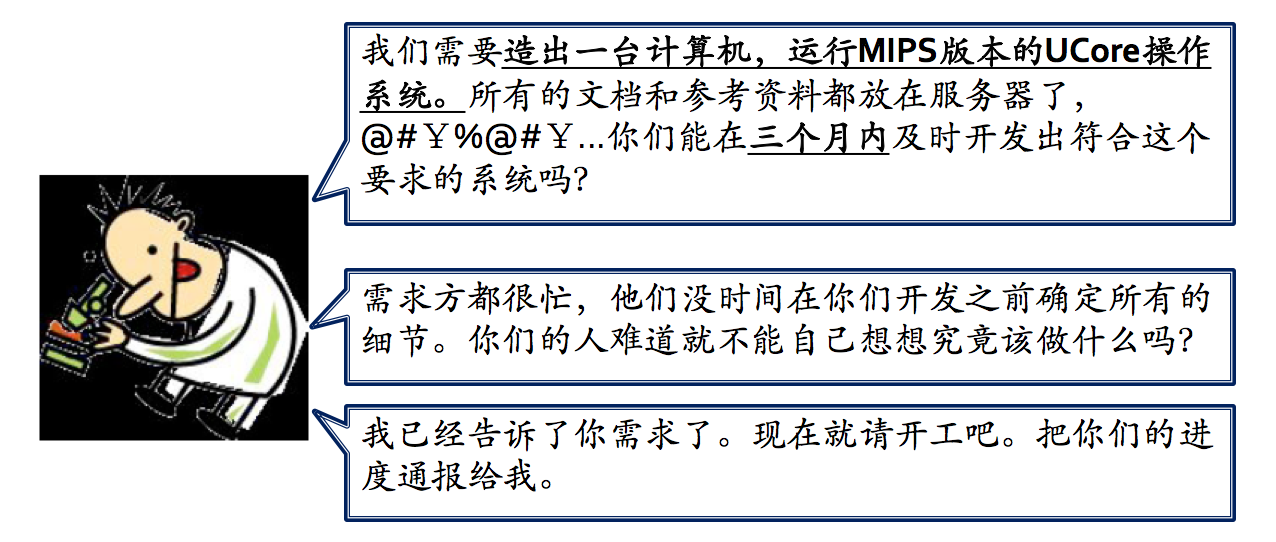 我们需要造出一台计算机，运行MIPS版本的UCore操作
系统。所有的文档和参考资料都放在服务器了，
@#￥%@#￥...你们能在三个月内及时开发出符合这个
要求的系统吗？
需求方都很忙，他们没时间在你们开发之前确定所有的
细节。你们的人难道就不能自己想想究竟该做什么吗？
我已经告诉了你需求了。现在就请开工吧。把你们的进
度通报给我。